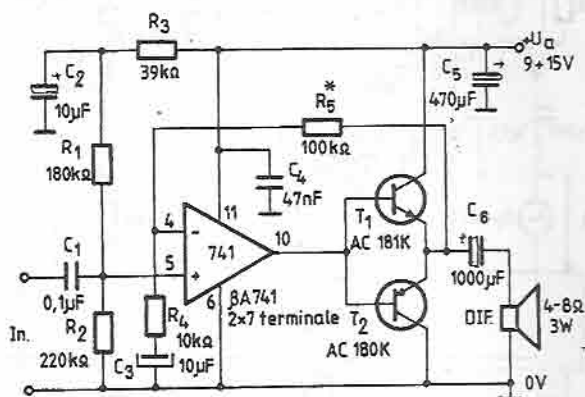 R3
39kΩ
+Ua
9÷15V
+
C2
10μF
C5
+
470μF
R5*
100kΩ
R1
180kΩ
C4
47nF
4
11
-
741
10
T1
AC 181K
C6
+
1000μF
C1
0,1μF
5
+
6
βA741
2x7 terminale
T2
AC 180K
DIF.
4-8Ω
3W
In.
R2
220kΩ
R4
10kΩ
C3
10μF
0V